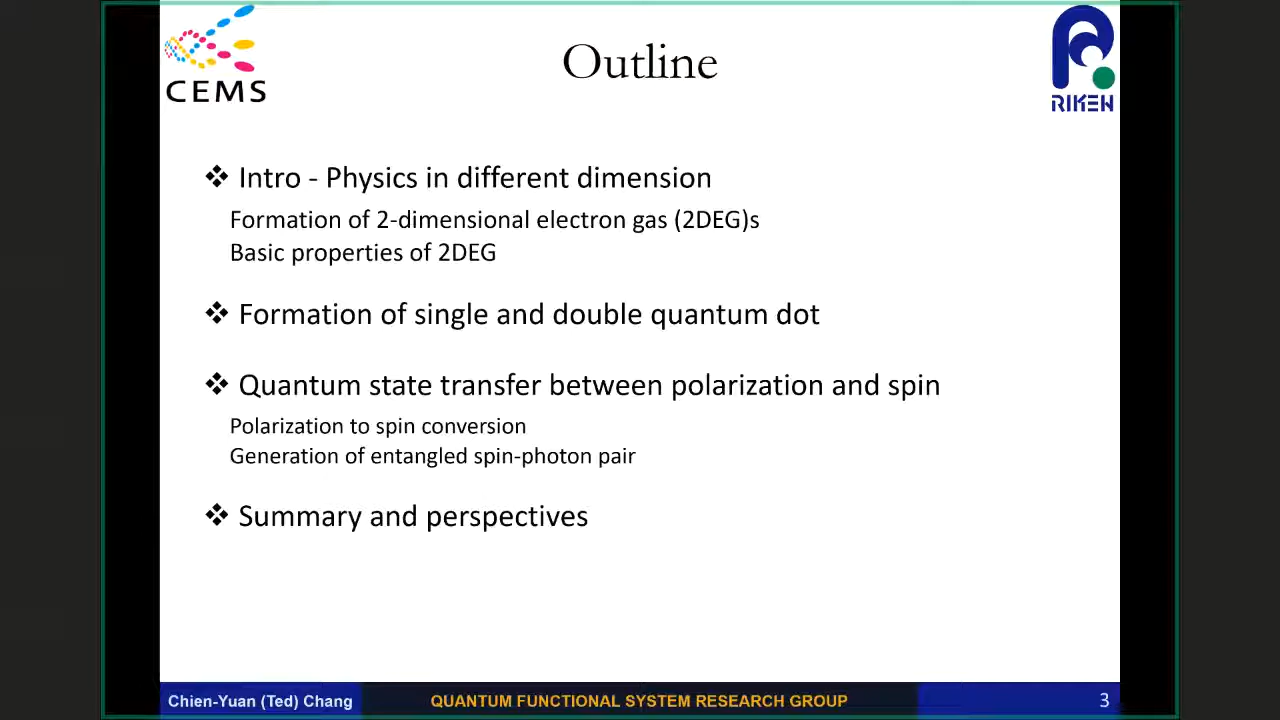 CEMS
Outline
RIKEN
❖ Intro - Physics in different dimension
Formation of 2-dimensional electron gas (2DEG)s
Basic properties of 2DEG
❖ Formation of single and double quantum dot
❖ Quantum state transfer between polarization and spin
Polarization to spin conversion
Generation of entangled spin-photon pair
❖ Summary and perspectives
Chien-Yuan (Ted) Chang
QUANTUM FUNCTIONAL SYSTEM RESEARCH GROUP
3